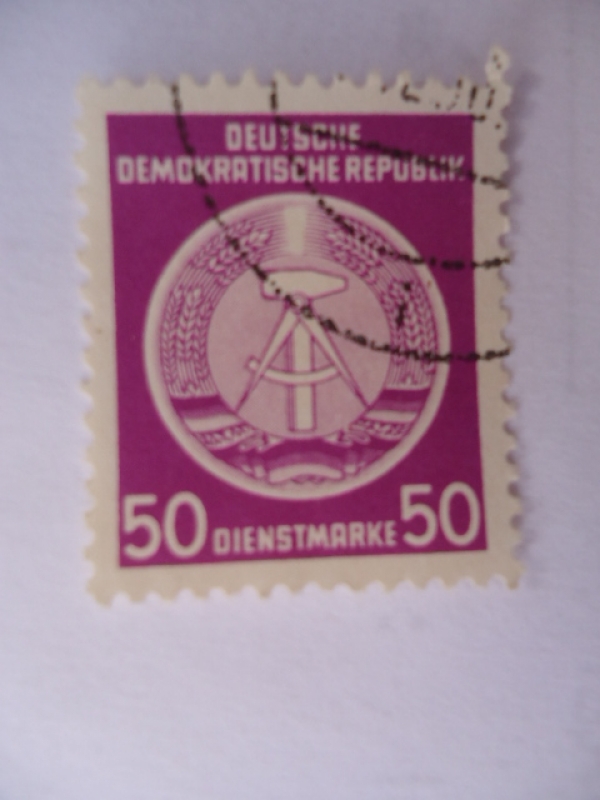 DEUTSCHE
DEMOKRATISCHE REPUBLIK
50 DIENSTMARKE 50